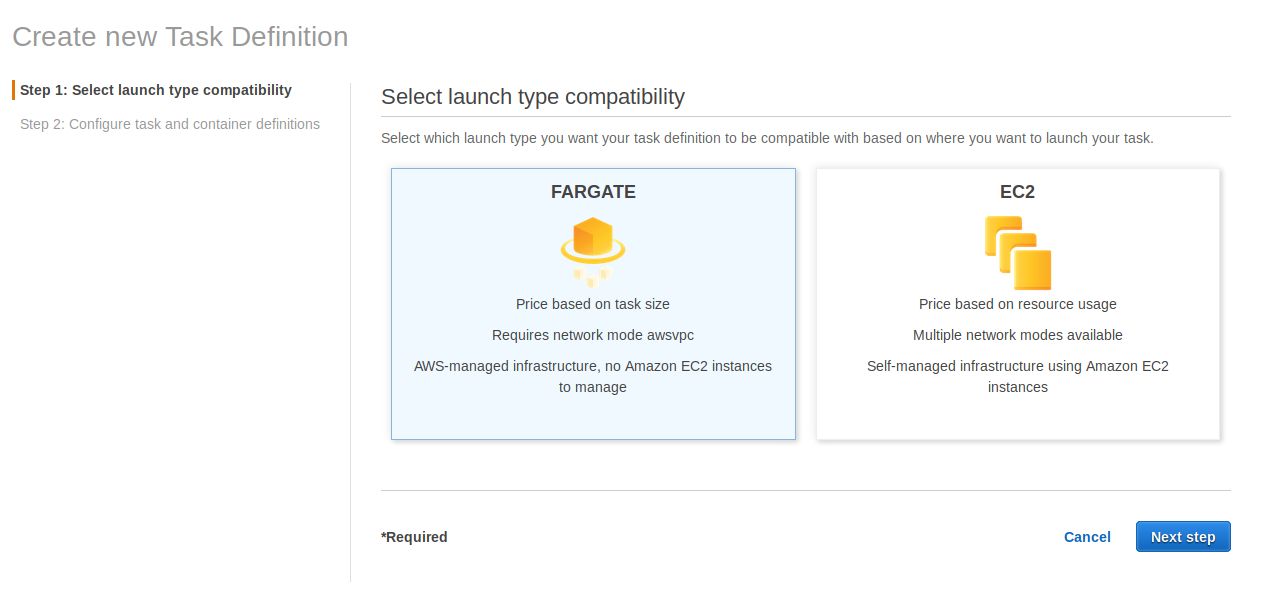 Create new Task Definition
Step 1: Select launch type compatibility
Step 2: Configure task and container definitions
Select launch type compatibility
Select which launch type you want your task definition to be compatible with based on where you want to launch your task.
FARGATE
Price based on task size
Requires network mode awsvpc
AWS-managed infrastructure, no Amazon EC2 instances
to manage
EC2
Price based on resource usage
Multiple network modes available
Self-managed infrastructure using Amazon EC2
instances
*Required
Cancel
Next step